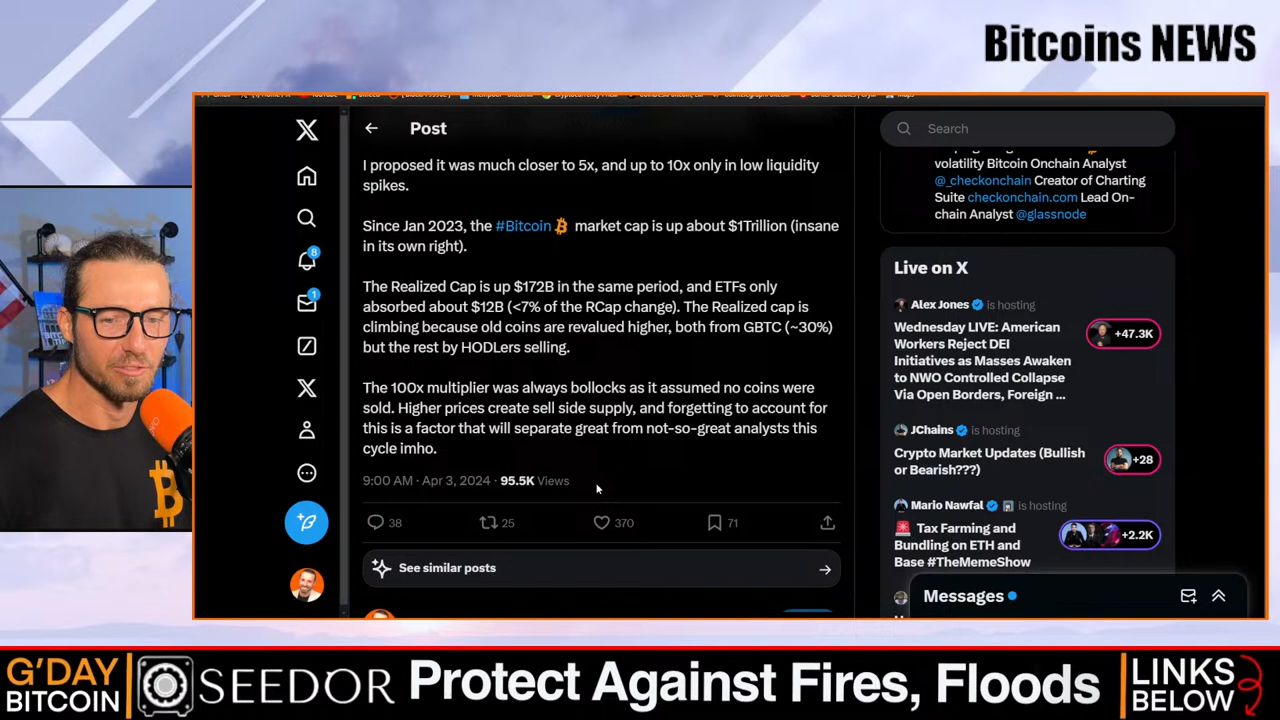 Bitcoins NEWS
Post
I proposed it was much closer to 5x, and up to 10x only in low liquidity
spikes.
Since Jan 2023, the #Bitcoin market cap is up about $1Trillion (insane
in its own right).
The Realized Cap is up $172B in the same period, and ETFs only
absorbed about $12B (<7% of the RCap change). The Realized cap is
climbing because old coins are revalued higher, both from GBTC (~30%)
but the rest by HODLers selling.
The 100x multiplier was always bollocks as it assumed no coins were
sold. Higher prices create sell side supply, and forgetting to account for
this is a factor that will separate great from not-so-great analysts this
cycle imho.
9:00 AM · Apr 3, 2024 · 95.5K Views
38
25
370
71
See similar posts
8
1
Search
volatility Bitcoin Onchain Analyst
@_checkonchain Creator of Charting
Suite checkonchain.com Lead On-
chain Analyst @glassnode
Live on X
Alex Jones is hosting
Wednesday LIVE: American
Workers Reject DEI
Initiatives as Masses Awaken
to NWO Controlled Collapse
Via Open Borders, Foreign ...
+47.3K
JChains is hosting
Crypto Market Updates (Bullish
or Bearish???)
+28
Mario Nawfal is hosting
Tax Farming and
Bundling on ETH and
Base #TheMemeShow
+2.2K
Messages
G'DAY
BITCOIN
SEEDOR
Protect Against Fires, Floods
LINKS
BELOW